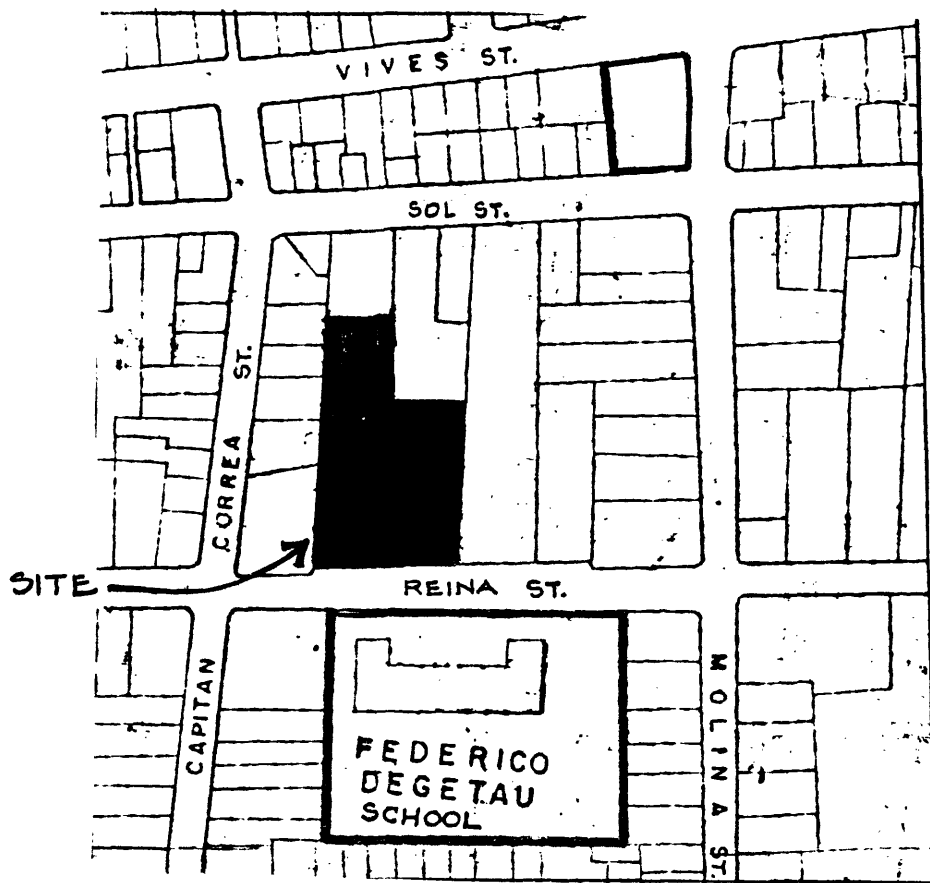 VIVES ST.
SOL ST.
CORREA ST.
SITE
REINA ST.
CAPITAN
MOLINA ST.
FEDERICO
DEGETAU
SCHOOL